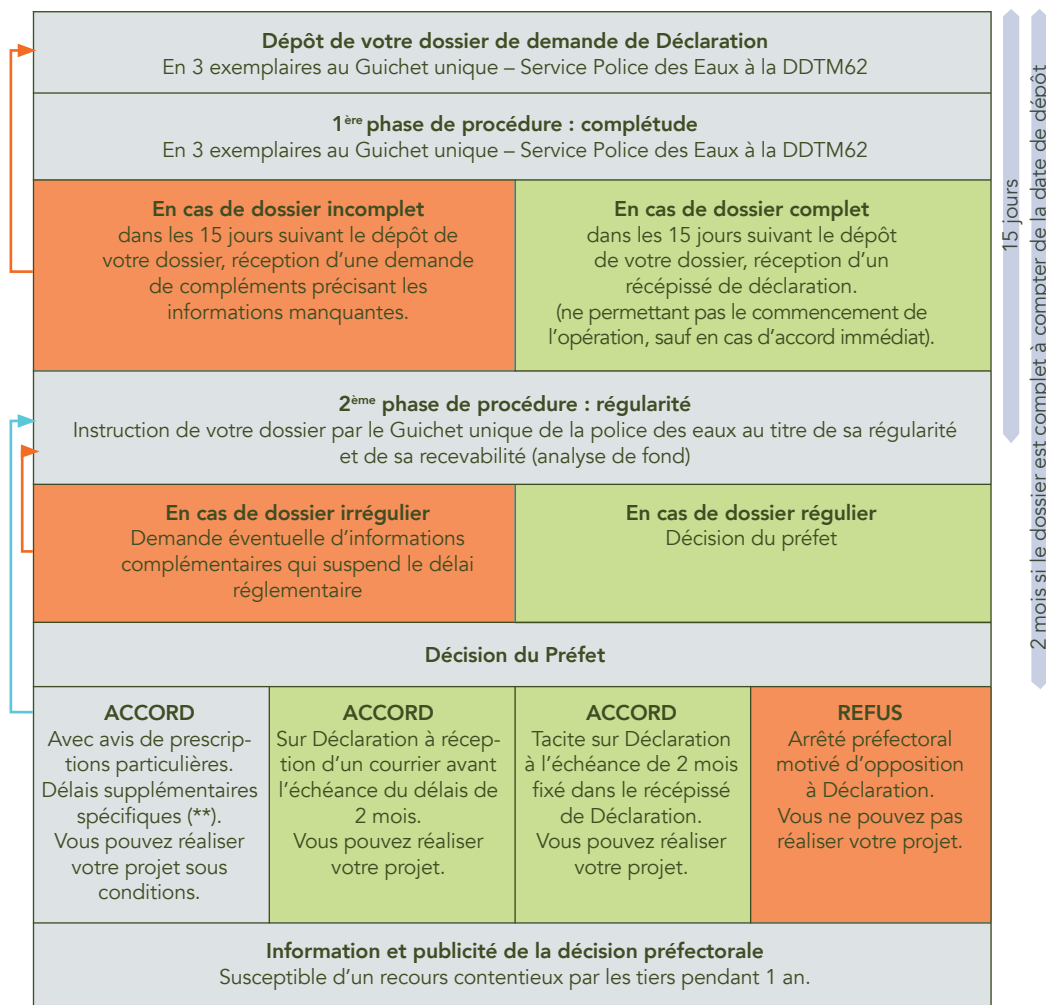 Dépôt de votre dossier de demande de Déclaration
En 3 exemplaires au Guichet unique – Service Police des Eaux à la DDTM62
1ère phase de procédure : complétude
En 3 exemplaires au Guichet unique – Service Police des Eaux à la DDTM62
En cas de dossier incomplet
dans les 15 jours suivant le dépôt de
votre dossier, réception d'une demande
de compléments précisant les
informations manquantes.
En cas de dossier complet
dans les 15 jours suivant le dépôt
de votre dossier, réception d'un
récépissé de déclaration.
(ne permettant pas le commencement de
l'opération, sauf en cas d'accord immédiat).
2ème phase de procédure : régularité
Instruction de votre dossier par le Guichet unique de la police des eaux au titre de sa régularité
et de sa recevabilité (analyse de fond)
En cas de dossier irrégulier
Demande éventuelle d'informations
complémentaires qui suspend le délai
réglementaire
En cas de dossier régulier
Décision du préfet
Décision du Préfet
ACCORD
Avec avis de prescrip-
tions particulières.
Délais supplémentaires
spécifiques (**).
Vous pouvez réaliser
votre projet sous
conditions.
ACCORD
Sur Déclaration à récep-
tion d'un courrier avant
l'échéance du délais de
2 mois.
Vous pouvez réaliser
votre projet.
ACCORD
Tacite sur Déclaration
à l'échéance de 2 mois
fixé dans le récépissé
de Déclaration.
Vous pouvez réaliser
votre projet.
REFUS
Arrêté préfectoral
motivé d'opposition
à Déclaration.
Vous ne pouvez pas
réaliser votre projet.
Information et publicité de la décision préfectorale
Susceptible d'un recours contentieux par les tiers pendant 1 an.
15 jours
2 mois si le dossier est complet à compter de la date de dépôt